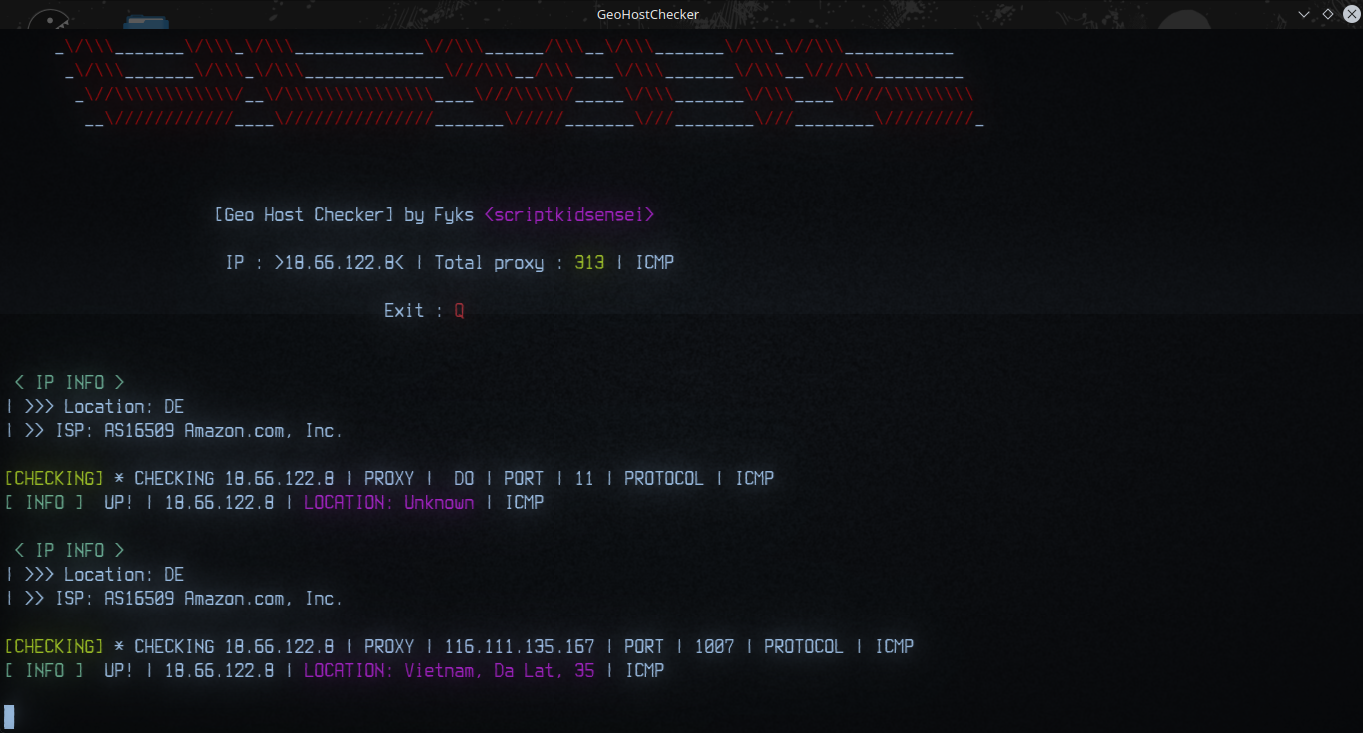 GeoHostChecker
_\/\\\_______\/\\\_\/\\\_____________\//\\\______/\\\__\/\\\_______\/\\\_\//\\\___________
_\/\\\_______\/\\\_\/\\\______________\///\\\__/\\\____\/\\\_______\/\\\__\///\\\_________
_\//\\\\\\\\\\\\/__\/\\\\\\\\\\\\\\\____\///\\\\\/_____\/\\\_______\/\\\____\////\\\\\\\\\
__\////////////____\///////////////_______\/////_______\///________\///________\/////////_
[Geo Host Checker] by Fyks <scriptkidsensei>
IP : >18.66.122.8< | Total proxy : 313 | ICMP
Exit : Q
< IP INFO >
| >>> Location: DE
| >> ISP: AS16509 Amazon.com, Inc.
[CHECKING] * CHECKING 18.66.122.8 | PROXY |  DO | PORT | 11 | PROTOCOL | ICMP
[ INFO ]  UP! | 18.66.122.8 | LOCATION: Unknown | ICMP
< IP INFO >
| >>> Location: DE
| >> ISP: AS16509 Amazon.com, Inc.
[CHECKING] * CHECKING 18.66.122.8 | PROXY | 116.111.135.167 | PORT | 1007 | PROTOCOL | ICMP
[ INFO ]  UP! | 18.66.122.8 | LOCATION: Vietnam, Da Lat, 35 | ICMP